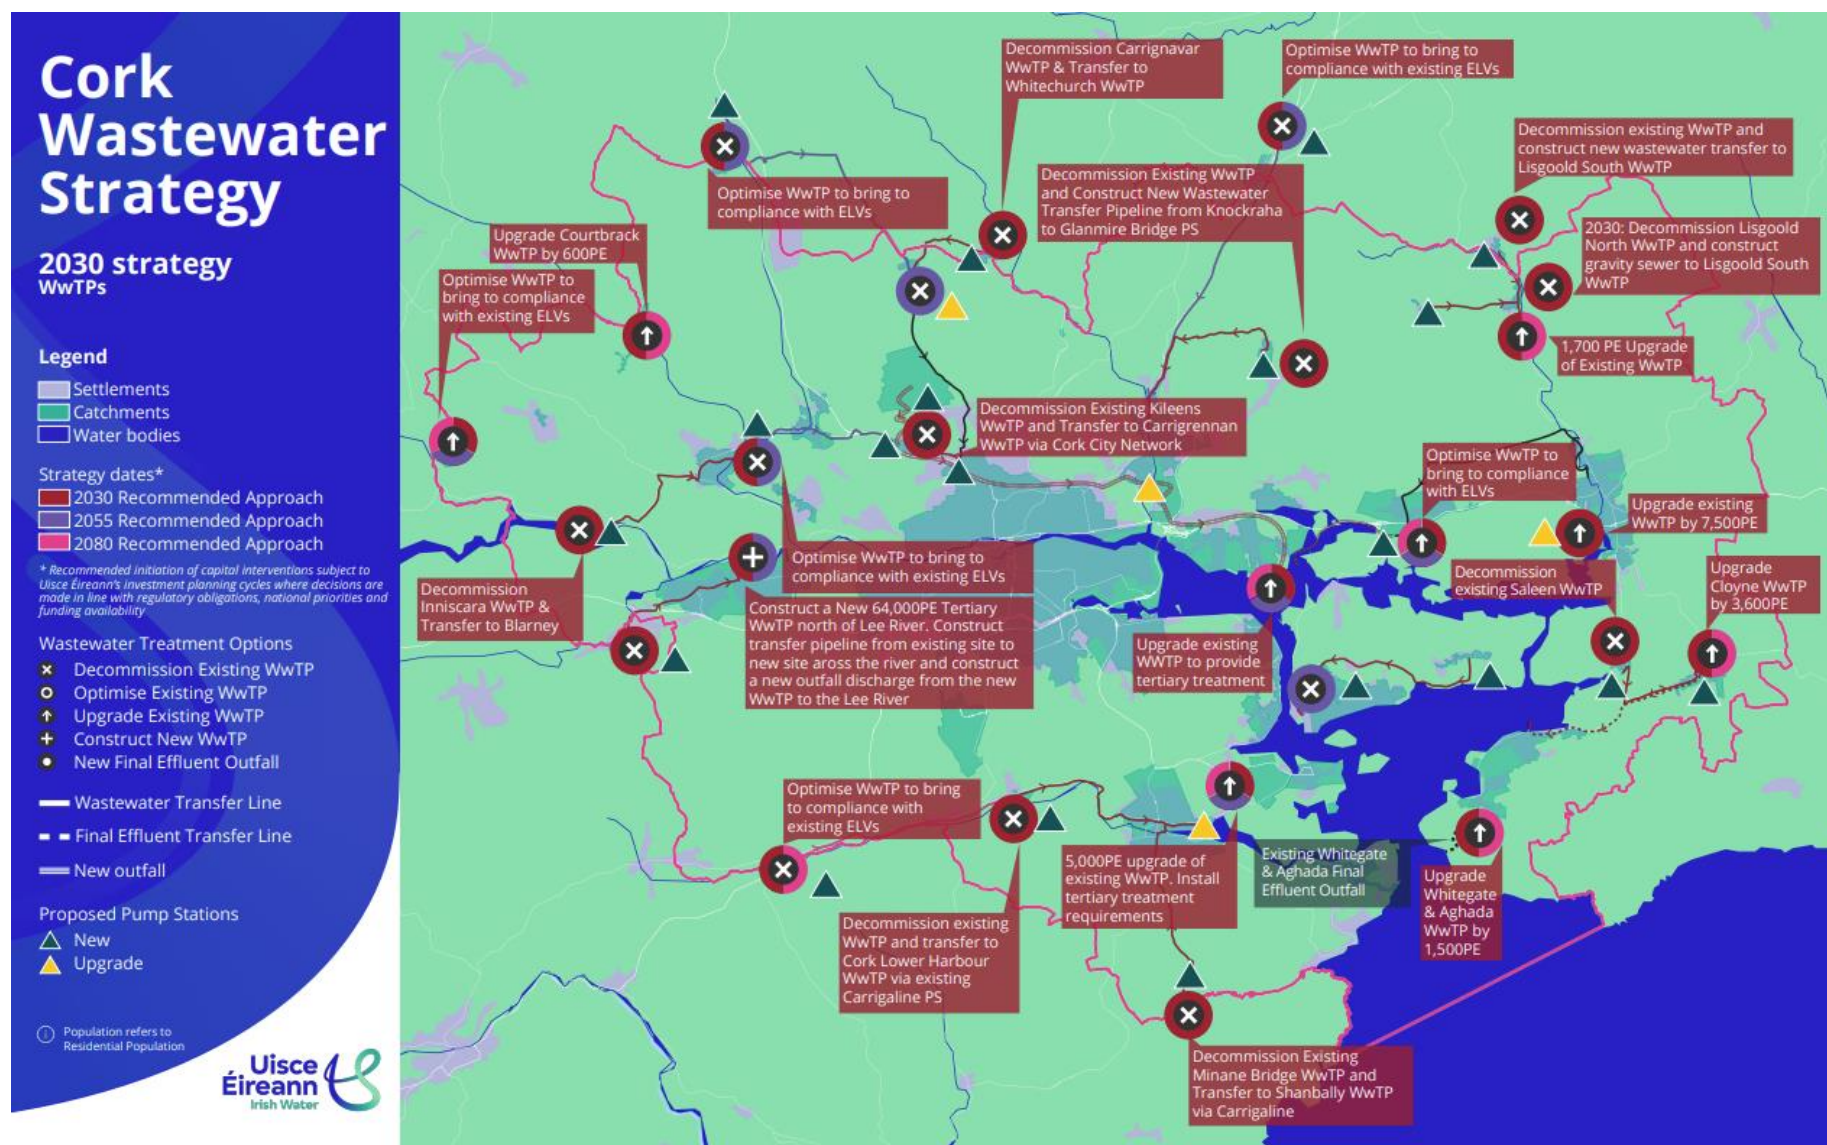 Cork
Wastewater
Strategy
2030 strategy
WwTPs
Legend
Settlements
Catchments
Water bodies
Strategy dates*
2030 Recommended Approach
2055 Recommended Approach
2080 Recommended Approach
* Recommended initiation of capital interventions subject to
Uisce Éireann's investment planning cycles where decisions are
made in line with regulatory obligations, national priorities and
funding availability
Wastewater Treatment Options
Decommission Existing WwTP
Optimise Existing WwTP
Upgrade Existing WwTP
Construct New WwTP
New Final Effluent Outfall
Wastewater Transfer Line
Final Effluent Transfer Line
New outfall
Proposed Pump Stations
New
Upgrade
Population refers to
Residential Population
Uisce
Éireann
Irish Water
Decommission Carrignavar
WwTP & Transfer to
Whitechurch WwTP
Optimise WwTP to bring to
compliance with existing ELVs
Decommission existing WwTP and
construct new wastewater transfer to
Lisgoold South WwTP
Optimise WwTP to bring to
compliance with ELVs
Decommission Existing WwTP
and Construct New Wastewater
Transfer Pipeline from Knockraha
to Glanmire Bridge PS
2030: Decommission Lisgoold
North WwTP and construct
gravity sewer to Lisgoold South
WwTP
Upgrade Courtbrack
WwTP by 600PE
Optimise WwTP to
bring to compliance
with existing ELVs
1,700 PE Upgrade
of Existing WwTP
Decommission Existing Kileens
WwTP and Transfer to Carrigrennan
WwTP via Cork City Network
Optimise WwTP to
bring to compliance
with ELVs
Upgrade existing
WwTP by 7,500PE
Optimise WwTP to bring to
compliance with existing ELVs
Decommission
existing Saleen WwTP
Upgrade
Cloyne WwTP
by 3,600PE
Decommission
Inniscara WwTP &
Transfer to Blarney
Construct a New 64,000PE Tertiary
WwTP north of Lee River. Construct
transfer pipeline from existing site to
new site aross the river and construct
a new outfall discharge from the new
WwTP to the Lee River
Upgrade existing
WWTP to provide
tertiary treatment
Optimise WwTP to bring
to compliance with
existing ELVs
5,000PE upgrade of
existing WwTP. Install
tertiary treatment
requirements
Existing Whitegate
& Aghada Final
Effluent Outfall
Upgrade
Whitegate
& Aghada
WwTP by
1,500PE
Decommission existing
WwTP and transfer to
Cork Lower Harbour
WwTP via existing
Carrigaline PS
Decommission Existing
Minane Bridge WwTP and
Transfer to Shanbally WwTP
via Carrigaline